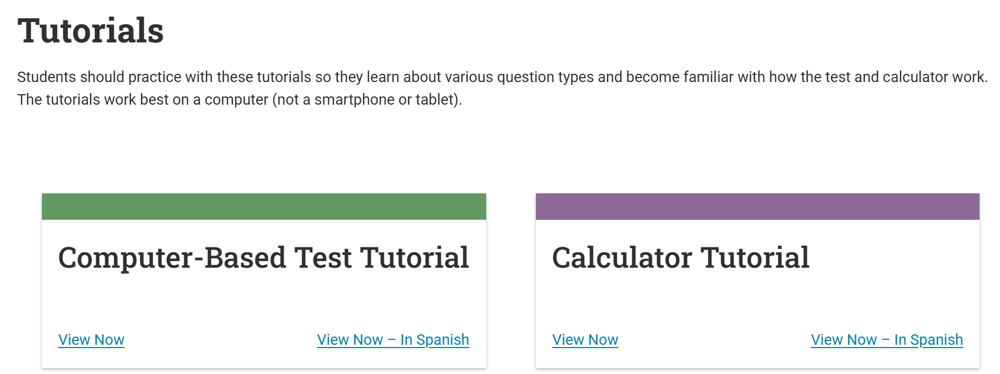 Tutorials
Students should practice with these tutorials so they learn about various question types and become familiar with how the test and calculator work.
The tutorials work best on a computer (not a smartphone or tablet).
Computer-Based Test Tutorial
View Now
View Now – In Spanish
Calculator Tutorial
View Now
View Now – In Spanish